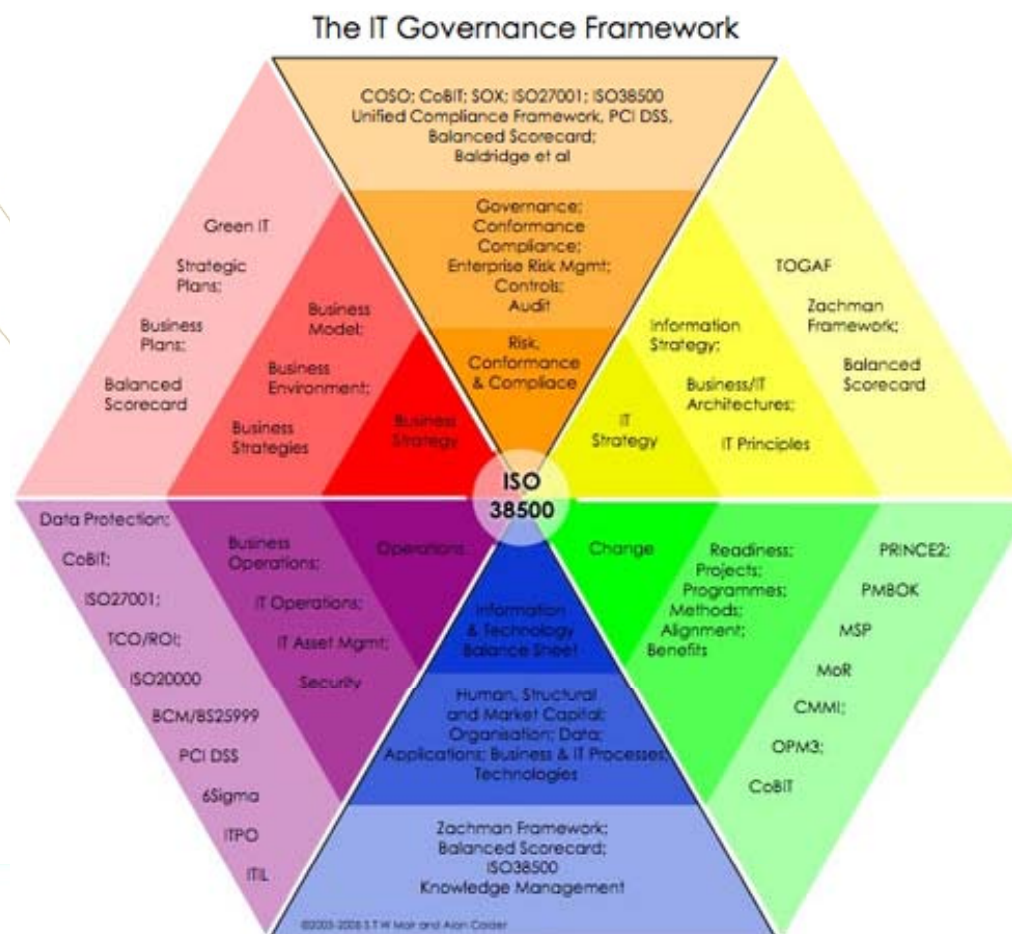 The IT Governance Framework
COSO; CoBIT; SOX; ISO27001; ISO38500
Unified Compliance Framework, PCI DSS,
Balanced Scorecard;
Baldridge et al
Governance;
Conformance
Compliance;
Enterprise Risk Mgmt;
Controls;
Audit
Risk,
Conformance
& Compliace
Green IT
Strategic
Plans;
Business
Plans;
Balanced
Scorecard
Business
Model;
Business
Environment;
Business
Strategies
Business
Strategy
IT
Strategy
Information
Strategy;
Business/IT
Architectures;
IT Principles
TOGAF
Zachman
Framework;
Balanced
Scorecard
ISO
38500
Data Protection;
CoBIT;
ISO27001;
TCO/ROI;
ISO20000
BCM/BS25999
PCI DSS
6Sigma
ITPO
ITIL
Business
Operations;
IT Operations;
IT Asset Mgmt;
Security
Operations
Information
& Technology
Balance Sheet
Human, Structural
and Market Capital;
Organisation; Data;
Applications; Business & IT Processes;
Technologies
Zachman Framework;
Balanced Scorecard;
ISO38500
Knowledge Management
Change
Readiness;
Projects;
Programmes;
Methods;
Alignment;
Benefits
PRINCE2;
PMBOK
MSP
MoR
CMMI;
OPM3;
CoBIT
S T W Moir and Alan Calder